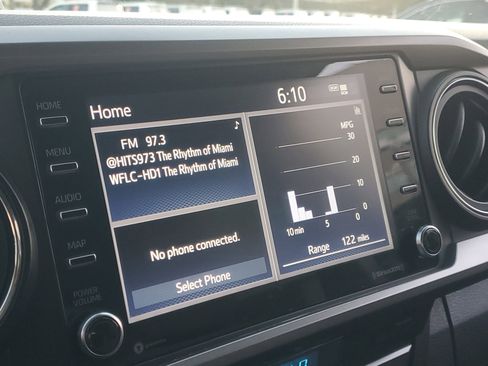 HOME
MENU
AUDIO
MAP
POWER
VOLUME
Home
6:10
FM 97.3
@HITS973 The Rhythm of Miami
WFLC-HD1 The Rhythm of Miami
No phone connected.
Select Phone
MPG
30
20
10
0
10 min
5
0
Range 122 miles
SiriusXM